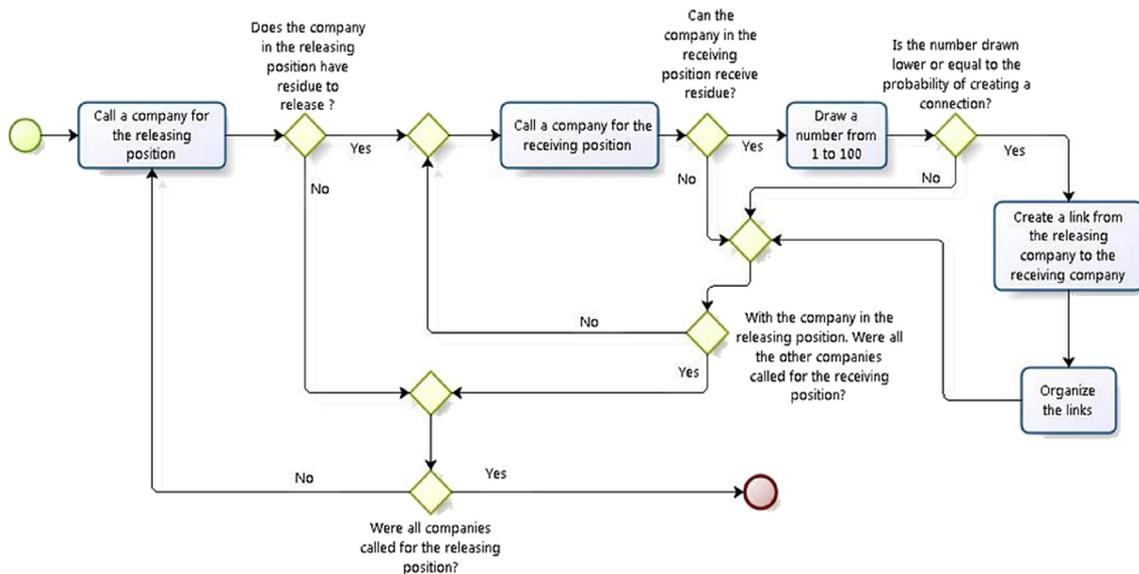 Does the company
in the releasing
position have
residue to
release ?
Can the
company in the
receiving
position receive
residue?
Is the number drawn
lower or equal to the
probability of creating a
connection?
Call a company for
the releasing
position
Yes
Call a company for the
receiving position
Yes
Draw a
number from
1 to 100
Yes
No
No
No
Create a link from
the releasing
company to the
receiving company
No
With the company in the
releasing position. Were all
the other companies
called for the receiving
position?
Yes
Organize
the links
No
Yes
Were all companies
called for the releasing
position?